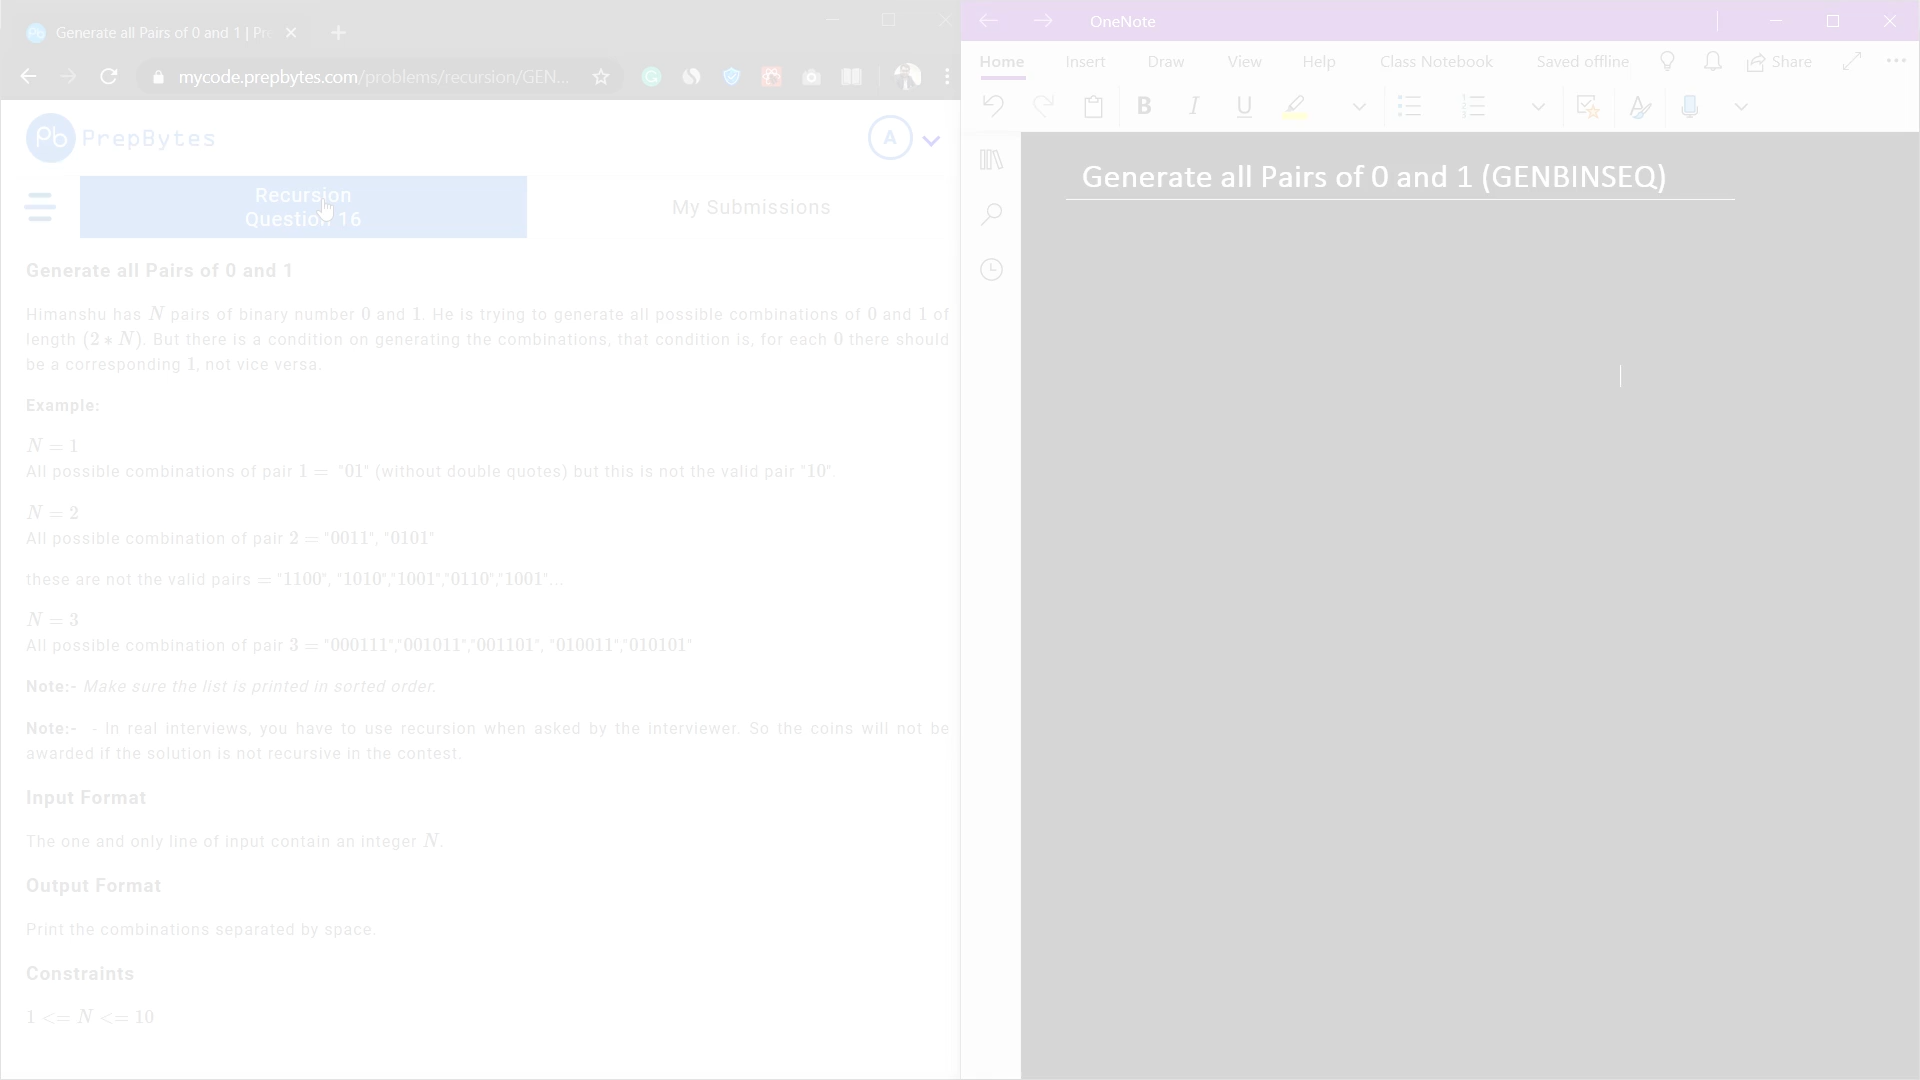 Generate all Pairs of 0 and 1 | Pr
mycode.prepbytes.com/problems/recursion/GEN...
Pb PrepBytes
A
Recursion
Question 16
My Submissions
Generate all Pairs of 0 and 1
Himanshu has N pairs of binary number 0 and 1. He is trying to generate all possible combinations of 0 and 1 of
length (2 * N). But there is a condition on generating the combinations, that condition is, for each 0 there should
be a corresponding 1, not vice versa.
Example:
N = 1
All possible combinations of pair 1 = "01" (without double quotes) but this is not the valid pair "10".
N = 2
All possible combination of pair 2 = "0011", "0101"
these are not the valid pairs = "1100", "1010","1001","0110","1001"...
N = 3
All possible combination of pair 3 = "000111","001011","001101", "010011","010101"
Note:- Make sure the list is printed in sorted order.
Note:- - In real interviews, you have to use recursion when asked by the interviewer. So the coins will not be
awarded if the solution is not recursive in the contest.
Input Format
The one and only line of input contain an integer N.
Output Format
Print the combinations separated by space.
Constraints
1 <= N <= 10
OneNote
Home Insert Draw View Help Class Notebook Saved offline Share
B I U
Generate all Pairs of 0 and 1 (GENBINSEQ)